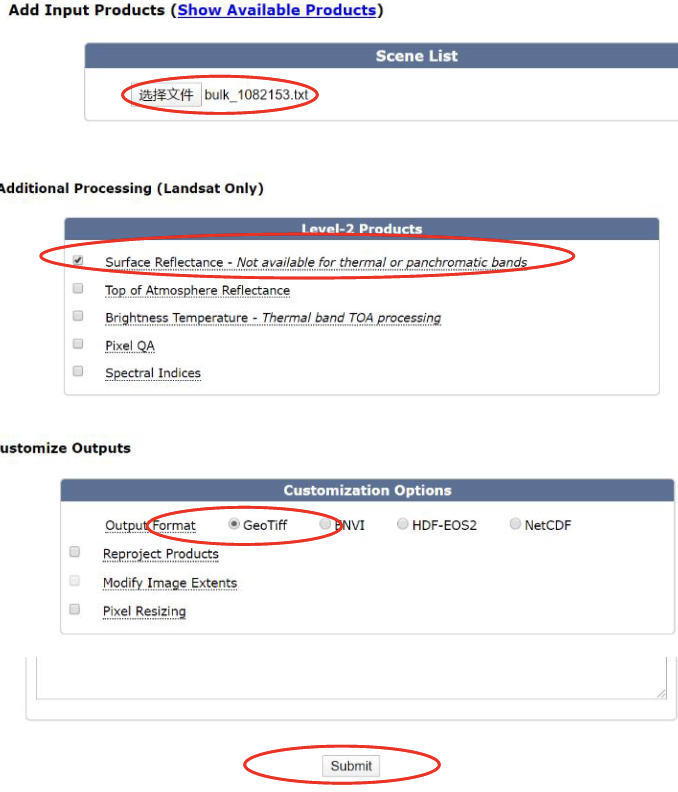 Add Input Products (Show Available Products)
Scene List
选择文件 bulk_1082153.txt
Additional Processing (Landsat Only)
Level-2 Products
Surface Reflectance - Not available for thermal or panchromatic bands
Top of Atmosphere Reflectance
Brightness Temperature - Thermal band TOA processing
Pixel QA
Spectral Indices
ustomize Outputs
Customization Options
Output Format GeoTiff ENVI HDF-EOS2 NetCDF
Reproject Products
Modify Image Extents
Pixel Resizing
Submit